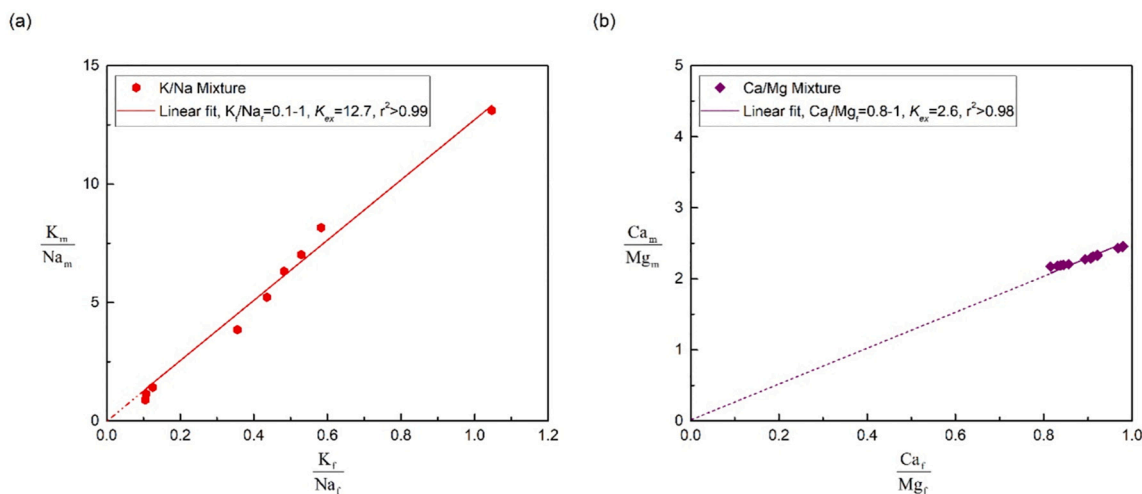 (a)
15
K/Na Mixture
Linear fit, Kf/Naf=0.1-1, Kex=12.7, r²>0.99
10
Km
Nam
5
0
0.0 0.2 0.4 0.6 0.8 1.0 1.2
Kf
Naf
(b)
5
Ca/Mg Mixture
Linear fit, Caf/Mgf=0.8-1, Kex=2.6, r²>0.98
4
3
Cam
Mgm
2
1
0
0.0 0.2 0.4 0.6 0.8 1.0
Caf
Mgf